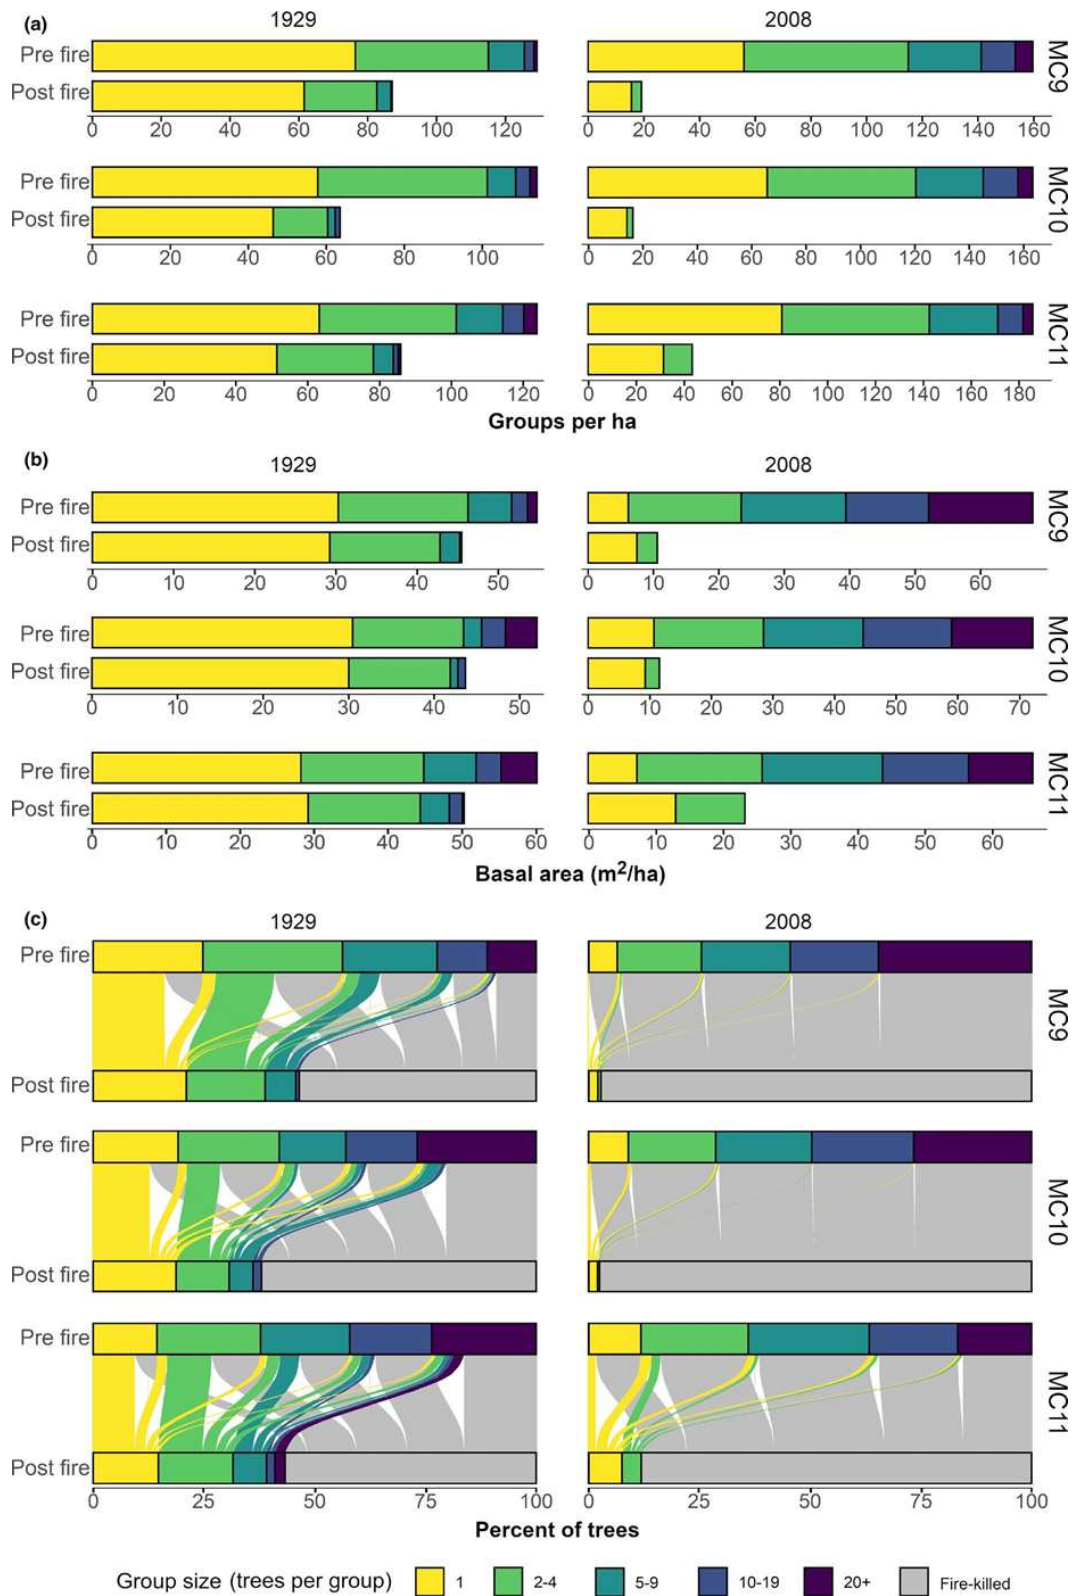 (a)
1929 2008
Pre fire
Post fire
0 20 40 60 80 100 120
0 20 40 60 80 100 120 140 160
MC9
Pre fire
Post fire
0 20 40 60 80 100
0 20 40 60 80 100 120 140 160
MC10
Pre fire
Post fire
0 20 40 60 80 100 120
0 20 40 60 80 100 120 140 160 180
MC11
Groups per ha
(b)
1929 2008
Pre fire
Post fire
0 10 20 30 40 50
0 10 20 30 40 50 60
MC9
Pre fire
Post fire
0 10 20 30 40 50
0 10 20 30 40 50 60 70
MC10
Pre fire
Post fire
0 10 20 30 40 50 60
0 10 20 30 40 50 60
MC11
Basal area (m²/ha)
(c)
1929 2008
Pre fire
Post fire
MC9
Pre fire
Post fire
MC10
Pre fire
Post fire
MC11
0 25 50 75 100
0 25 50 75 100
Percent of trees
Group size (trees per group) 1 2-4 5-9 10-19 20+ Fire-killed